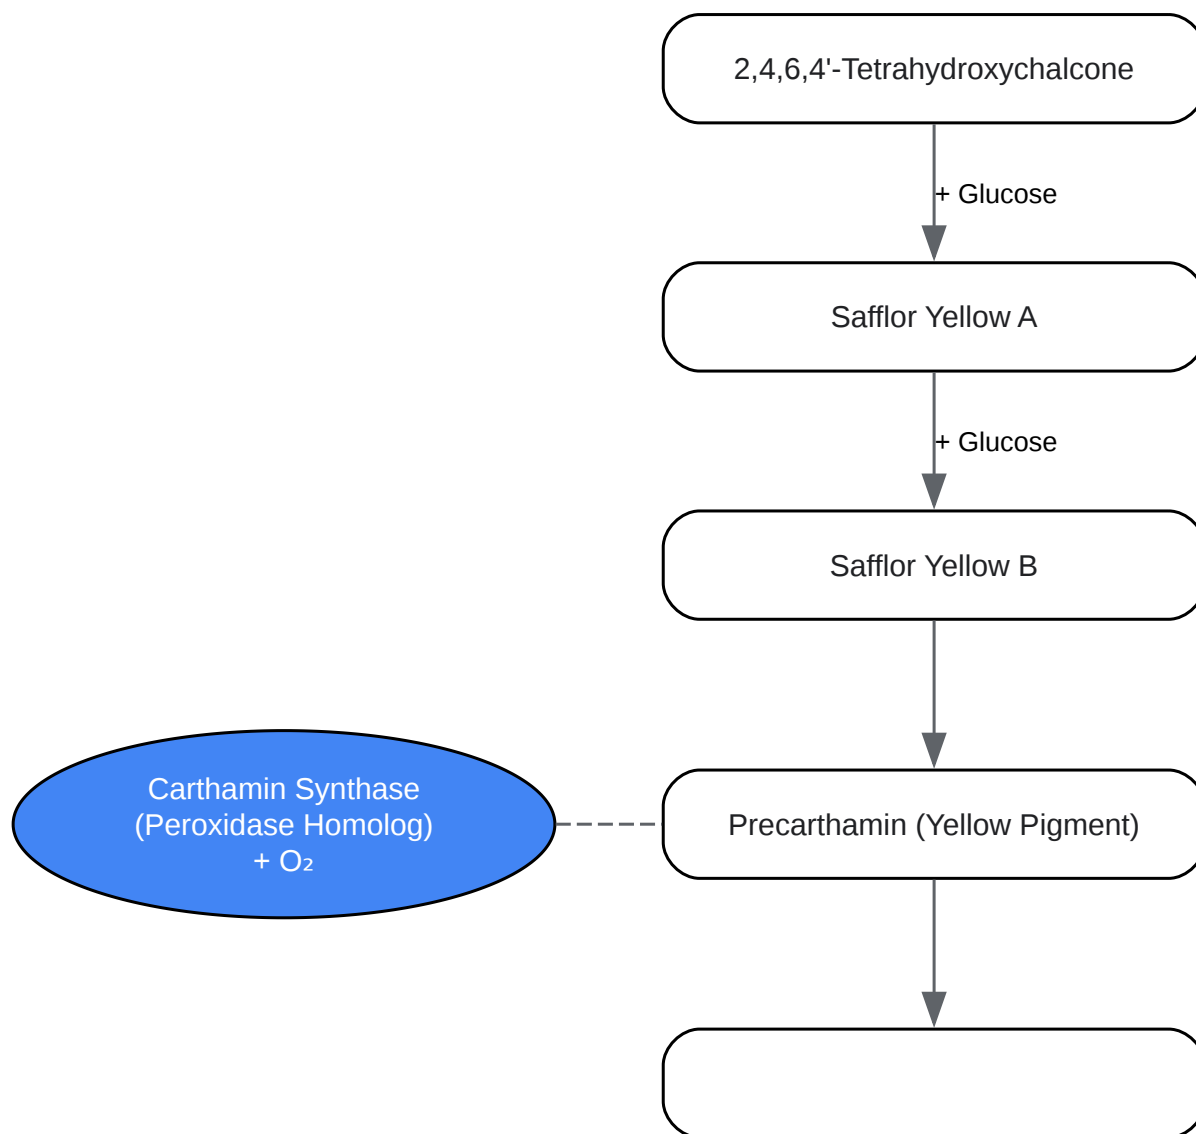 2,4,6,4'-Tetrahydroxychalcone
+ Glucose
Safflor Yellow A
+ Glucose
Safflor Yellow B
Carthamin Synthase
(Peroxidase Homolog)
+ O₂
Precarthamin (Yellow Pigment)